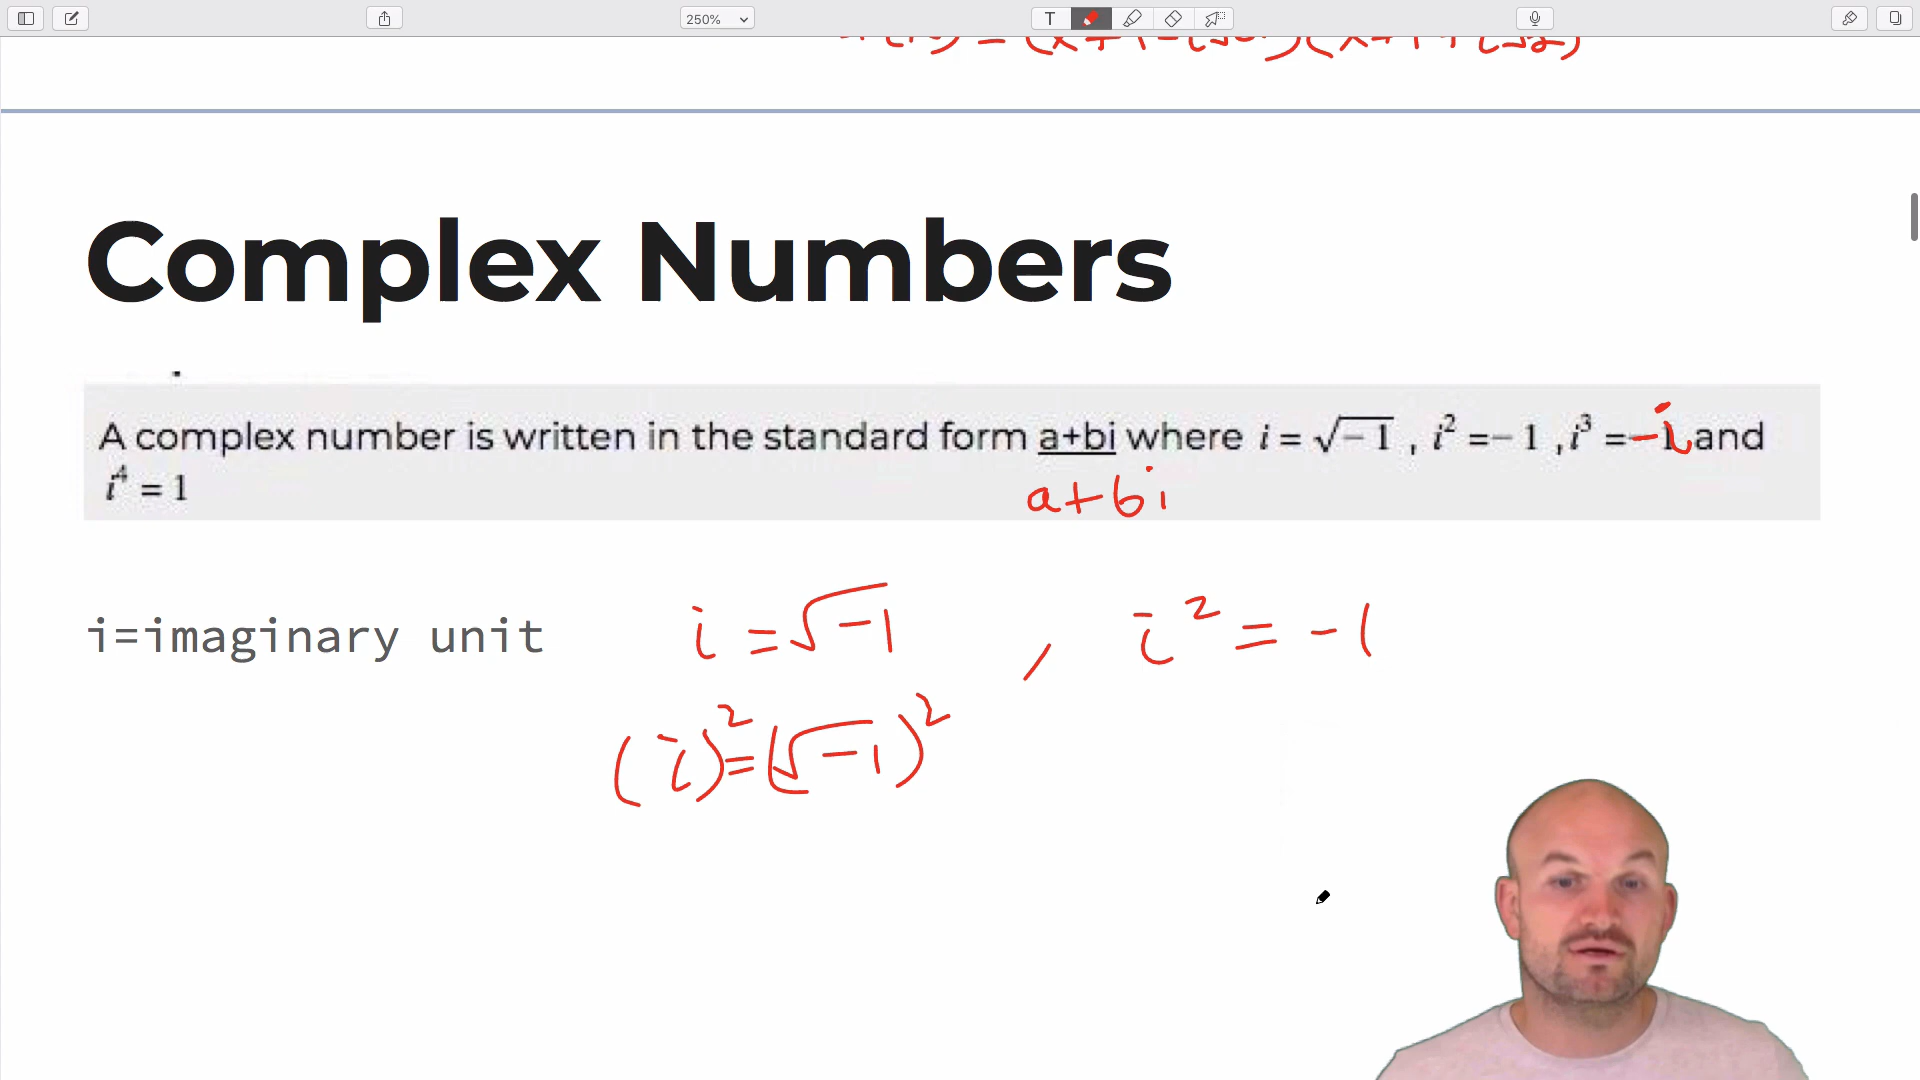 250%
T
Complex Numbers
A complex number is written in the standard form a+bi where i = √-1 , i² =-1 ,i³ =-i and
i⁴ = 1
a+bi
i=imaginary unit
i = √-1 , i² = -1
(i)² = (√-1)²